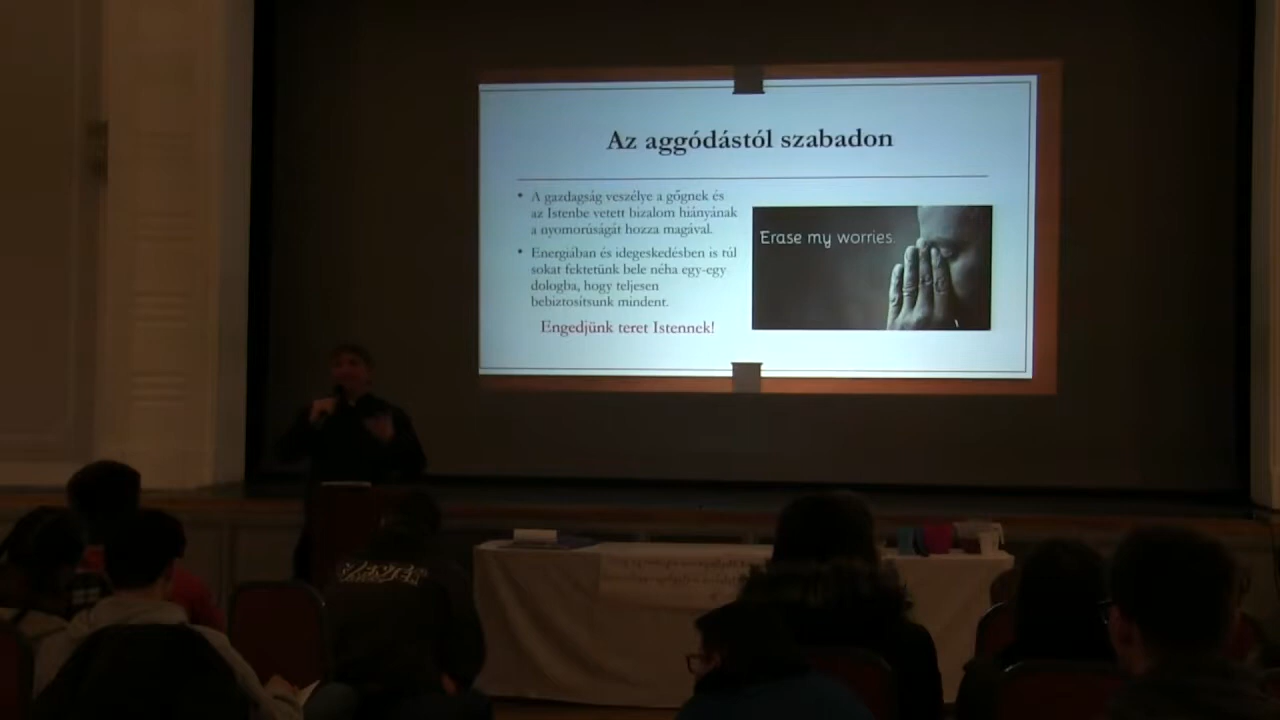 Az aggódástól szabadon
• A gazdagság veszélye a gőgnek és
az Istenbe vetett bizalom hiányának
a nyomorúságát hozza magával.
• Energiában és idegeskedésben is túl
sokat fektetünk bele néha egy-egy
dologba, hogy teljesen
bebiztosítsunk mindent.
Engedjünk teret Istennek!
Erase my worries.